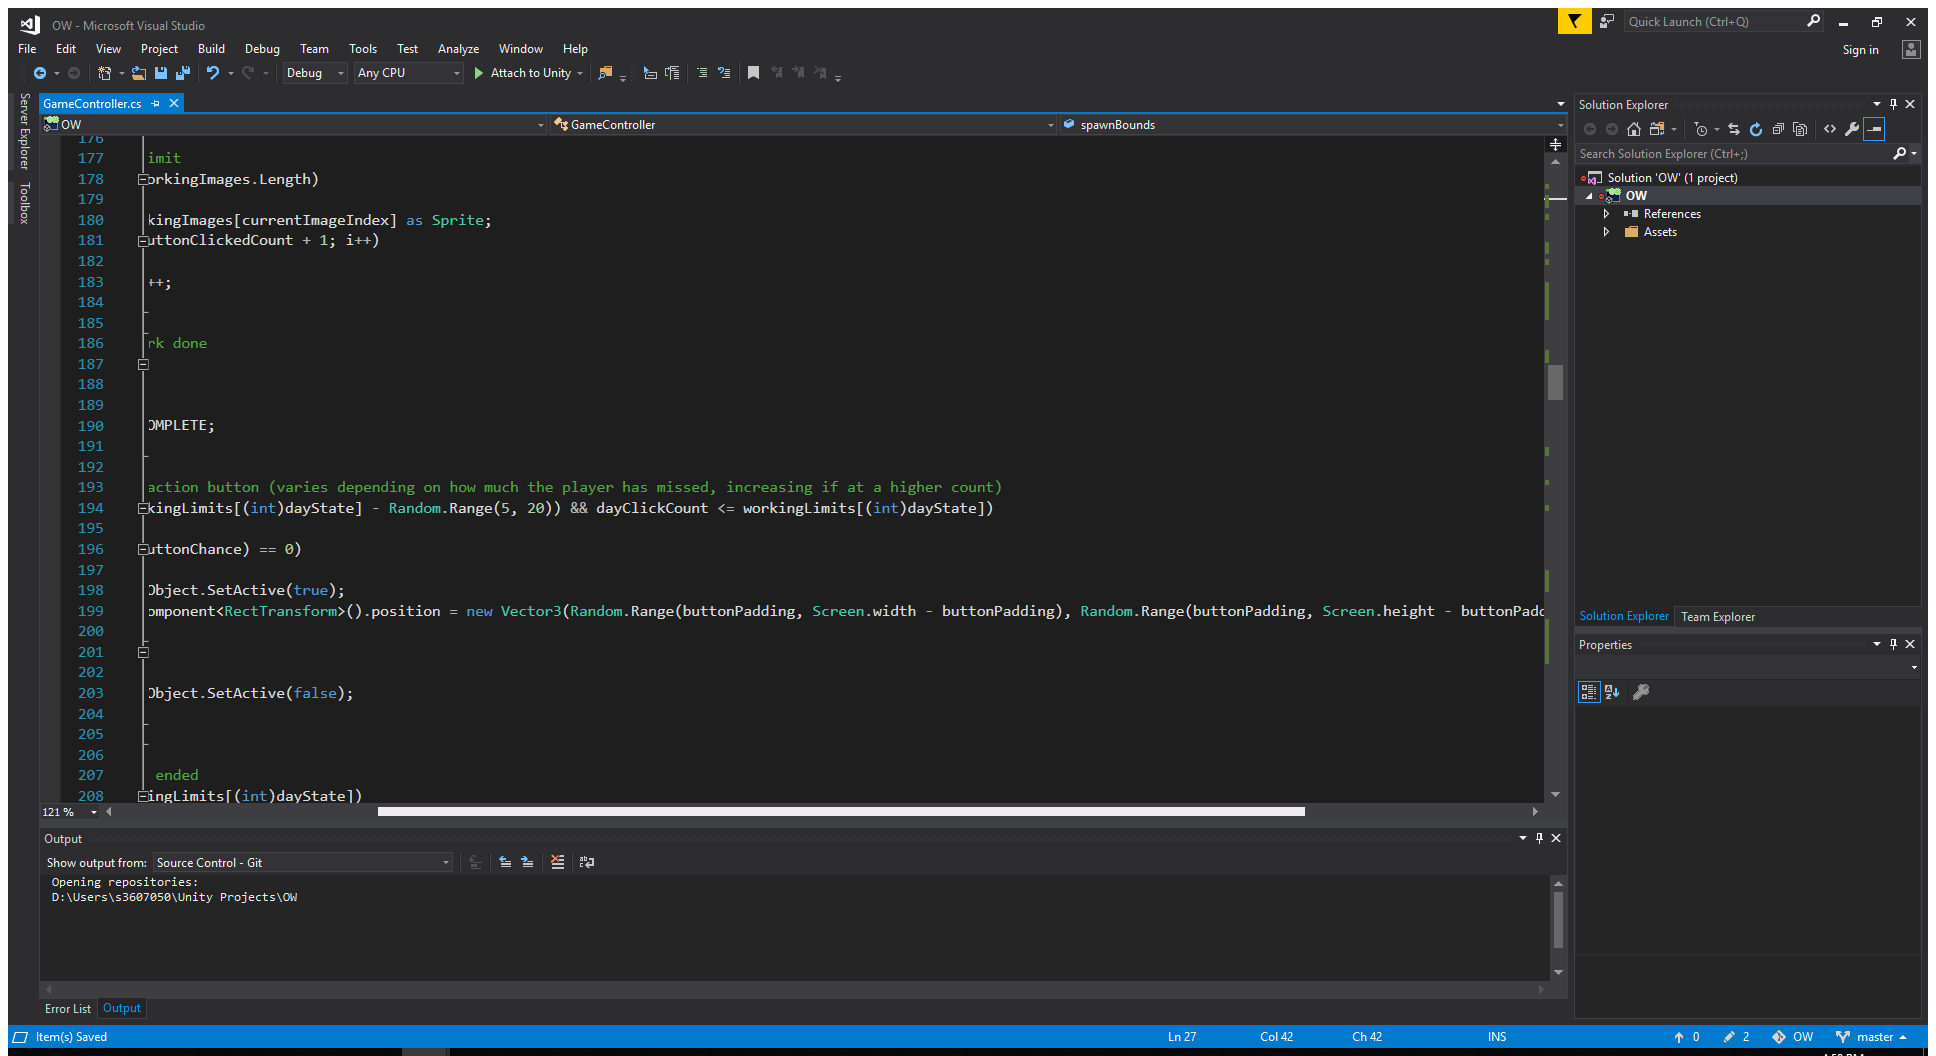 OW - Microsoft Visual Studio
Quick Launch (Ctrl+Q)
File Edit View Project Build Debug Team Tools Test Analyze Window Help
Sign in
Debug Any CPU Attach to Unity
Server Explorer
Toolbox
GameController.cs
OW GameController spawnBounds
176
177 imit
178 orkingImages.Length)
179
180 kingImages[currentImageIndex] as Sprite;
181 uttonClickedCount + 1; i++)
182
183 ++;
184
185
186 rk done
187
188
189
190 OMPLETE;
191
192
193 action button (varies depending on how much the player has missed, increasing if at a higher count)
194 kingLimits[(int)dayState] - Random.Range(5, 20)) && dayClickCount <= workingLimits[(int)dayState])
195
196 uttonChance) == 0)
197
198 Object.SetActive(true);
199 omponent<RectTransform>().position = new Vector3(Random.Range(buttonPadding, Screen.width - buttonPadding), Random.Range(buttonPadding, Screen.height - buttonPadd
200
201
202
203 Object.SetActive(false);
204
205
206
207 ended
208 ingLimits[(int)dayState])
121 %
Output
Show output from: Source Control - Git
Opening repositories:
D:\Users\s3607050\Unity Projects\OW
Error List Output
Solution Explorer
Search Solution Explorer (Ctrl+;)
Solution 'OW' (1 project)
OW
References
Assets
Solution Explorer Team Explorer
Properties
Item(s) Saved Ln 27 Col 42 Ch 42 INS 0 2 OW master